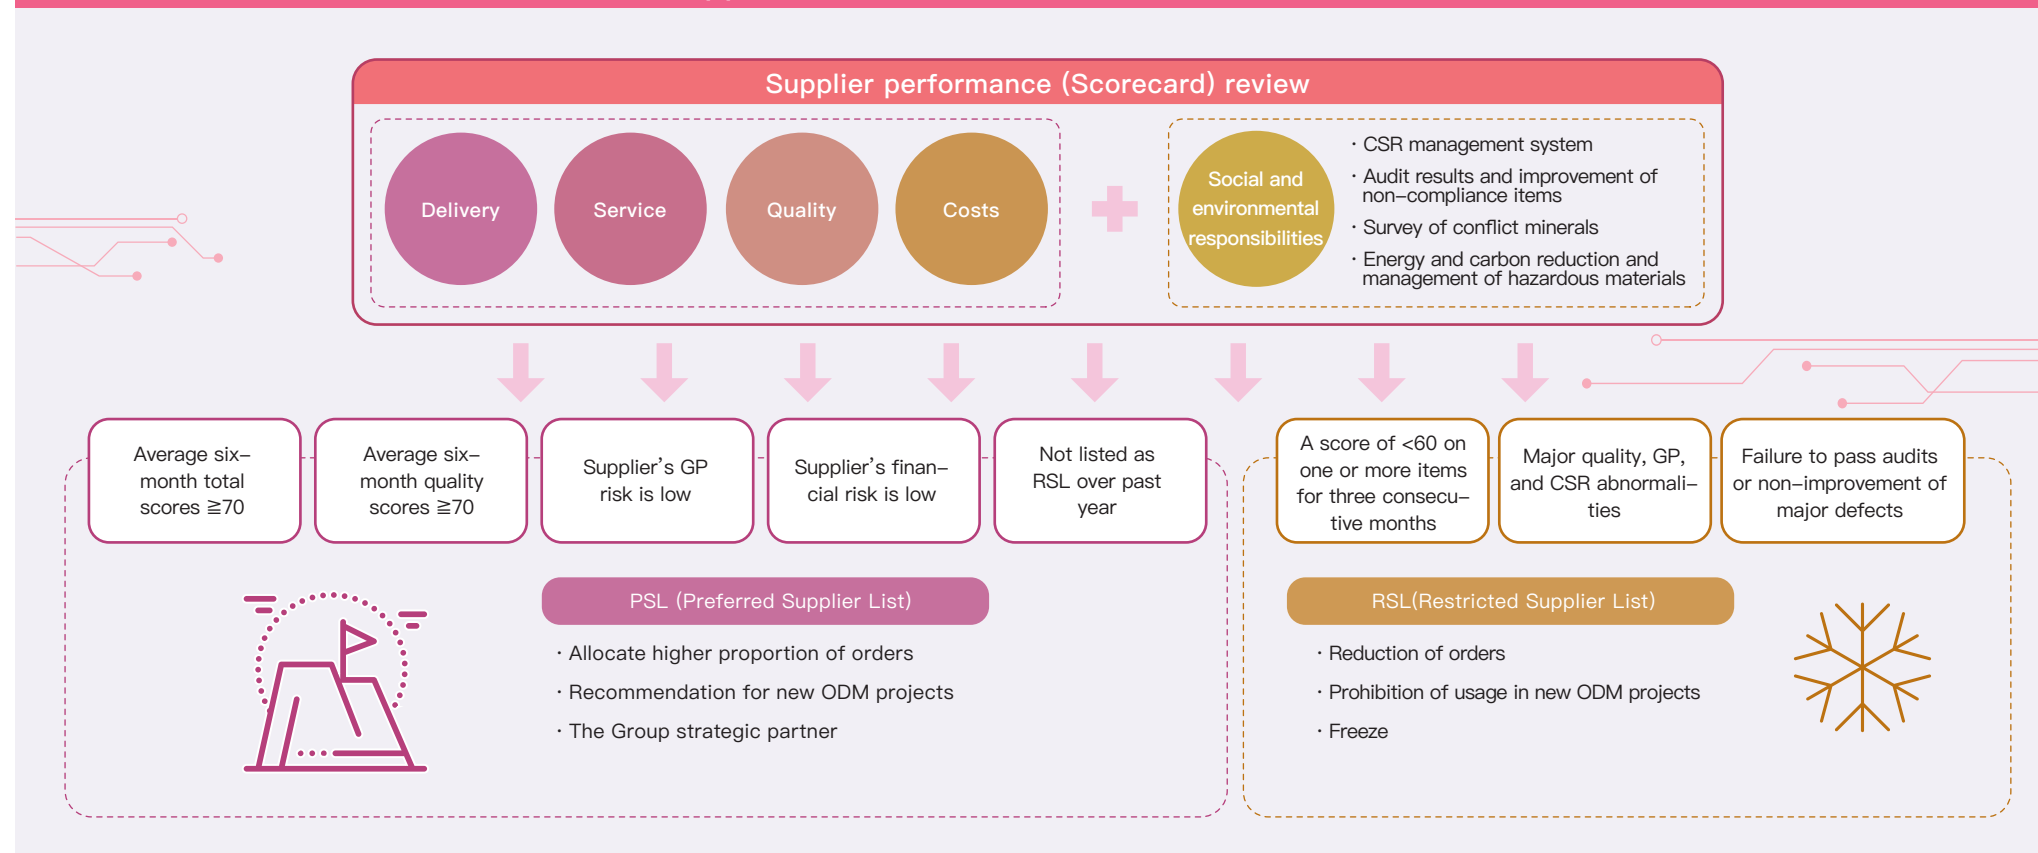 Supplier performance (Scorecard) review
Delivery
Service
Quality
Costs
Social and
environmental
responsibilities
· CSR management system
· Audit results and improvement of
non-compliance items
· Survey of conflict minerals
· Energy and carbon reduction and
management of hazardous materials
Average six-
month total
scores ≧70
Average six-
month quality
scores ≧70
Supplier's GP
risk is low
Supplier's finan-
cial risk is low
Not listed as
RSL over past
year
A score of <60 on
one or more items
for three consecu-
tive months
Major quality, GP,
and CSR abnormali-
ties
Failure to pass audits
or non-improvement of
major defects
PSL (Preferred Supplier List)
· Allocate higher proportion of orders
· Recommendation for new ODM projects
· The Group strategic partner
RSL(Restricted Supplier List)
· Reduction of orders
· Prohibition of usage in new ODM projects
· Freeze